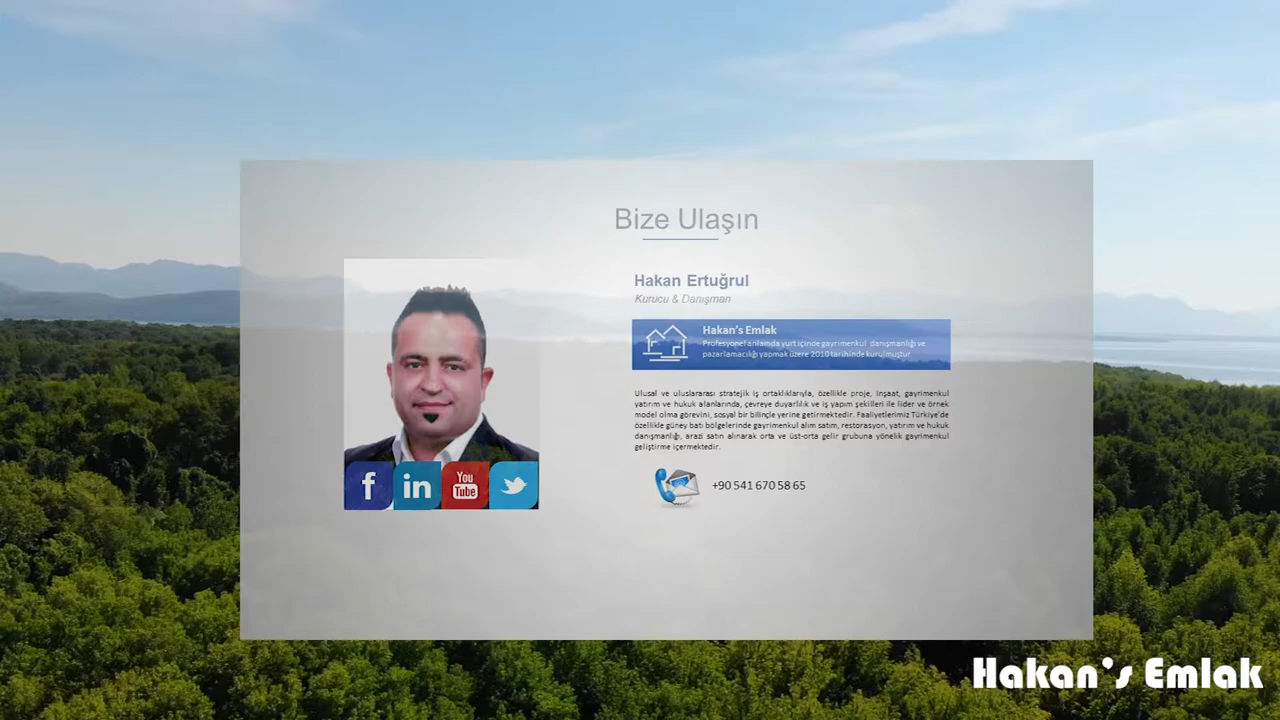 Bize Ulaşın
Hakan Ertuğrul
Kurucu & Danışman
Hakan's Emlak
Profesyonel anlamda yurt içinde gayrimenkul danışmanlığı ve
pazarlamacılığı yapmak üzere 2010 tarihinde kurulmuştur
Ulusal ve uluslararası stratejik iş ortaklıklarıyla, özellikle proje, inşaat, gayrimenkul
yatırım ve hukuk alanlarında, çevreye duyarlılık ve iş yapım şekilleri ile lider ve örnek
model olma görevini, sosyal bir bilinçle yerine getirmektedir. Faaliyetlerimiz Türkiye'de
özellikle güney batı bölgelerinde gayrimenkul alım satım, restorasyon, yatırım ve hukuk
danışmanlığı, arazi satın alınarak orta ve üst-orta gelir grubuna yönelik gayrimenkul
geliştirme içermektedir.
f
in
You
Tube
+90 541 670 58 65
Hakan's Emlak